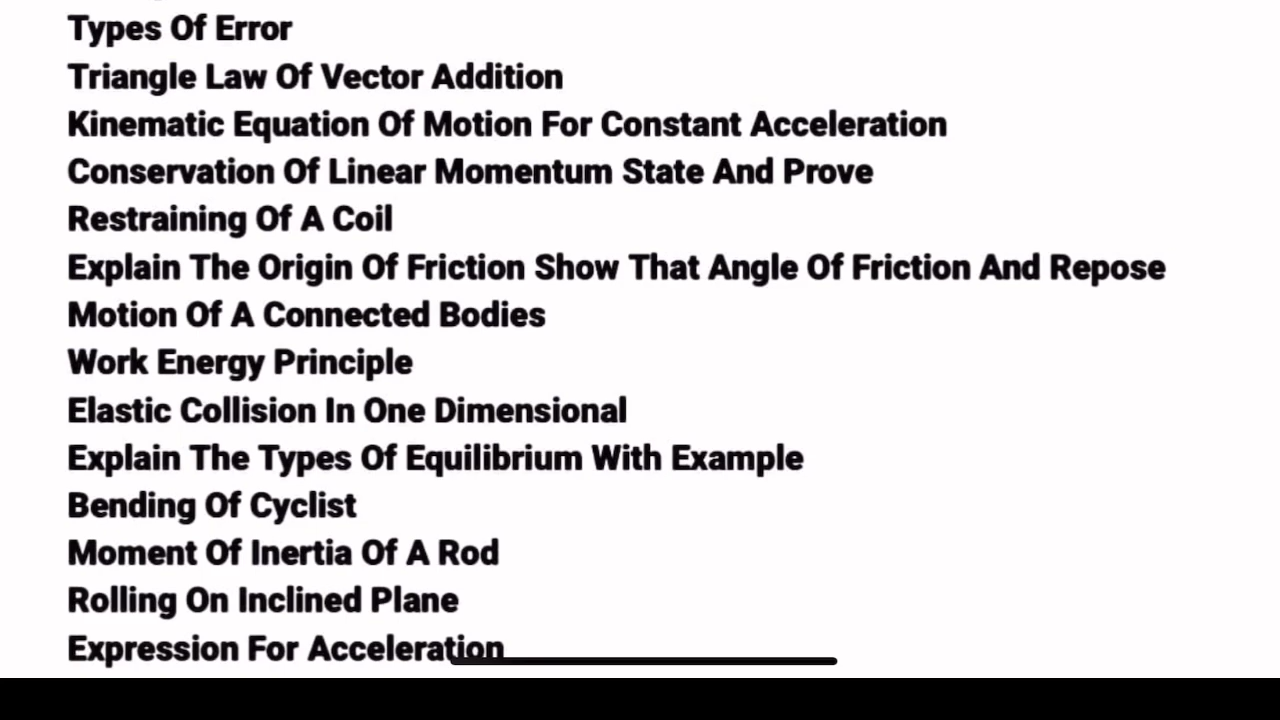 Types Of Error
Triangle Law Of Vector Addition
Kinematic Equation Of Motion For Constant Acceleration
Conservation Of Linear Momentum State And Prove
Restraining Of A Coil
Explain The Origin Of Friction Show That Angle Of Friction And Repose
Motion Of A Connected Bodies
Work Energy Principle
Elastic Collision In One Dimensional
Explain The Types Of Equilibrium With Example
Bending Of Cyclist
Moment Of Inertia Of A Rod
Rolling On Inclined Plane
Expression For Acceleration